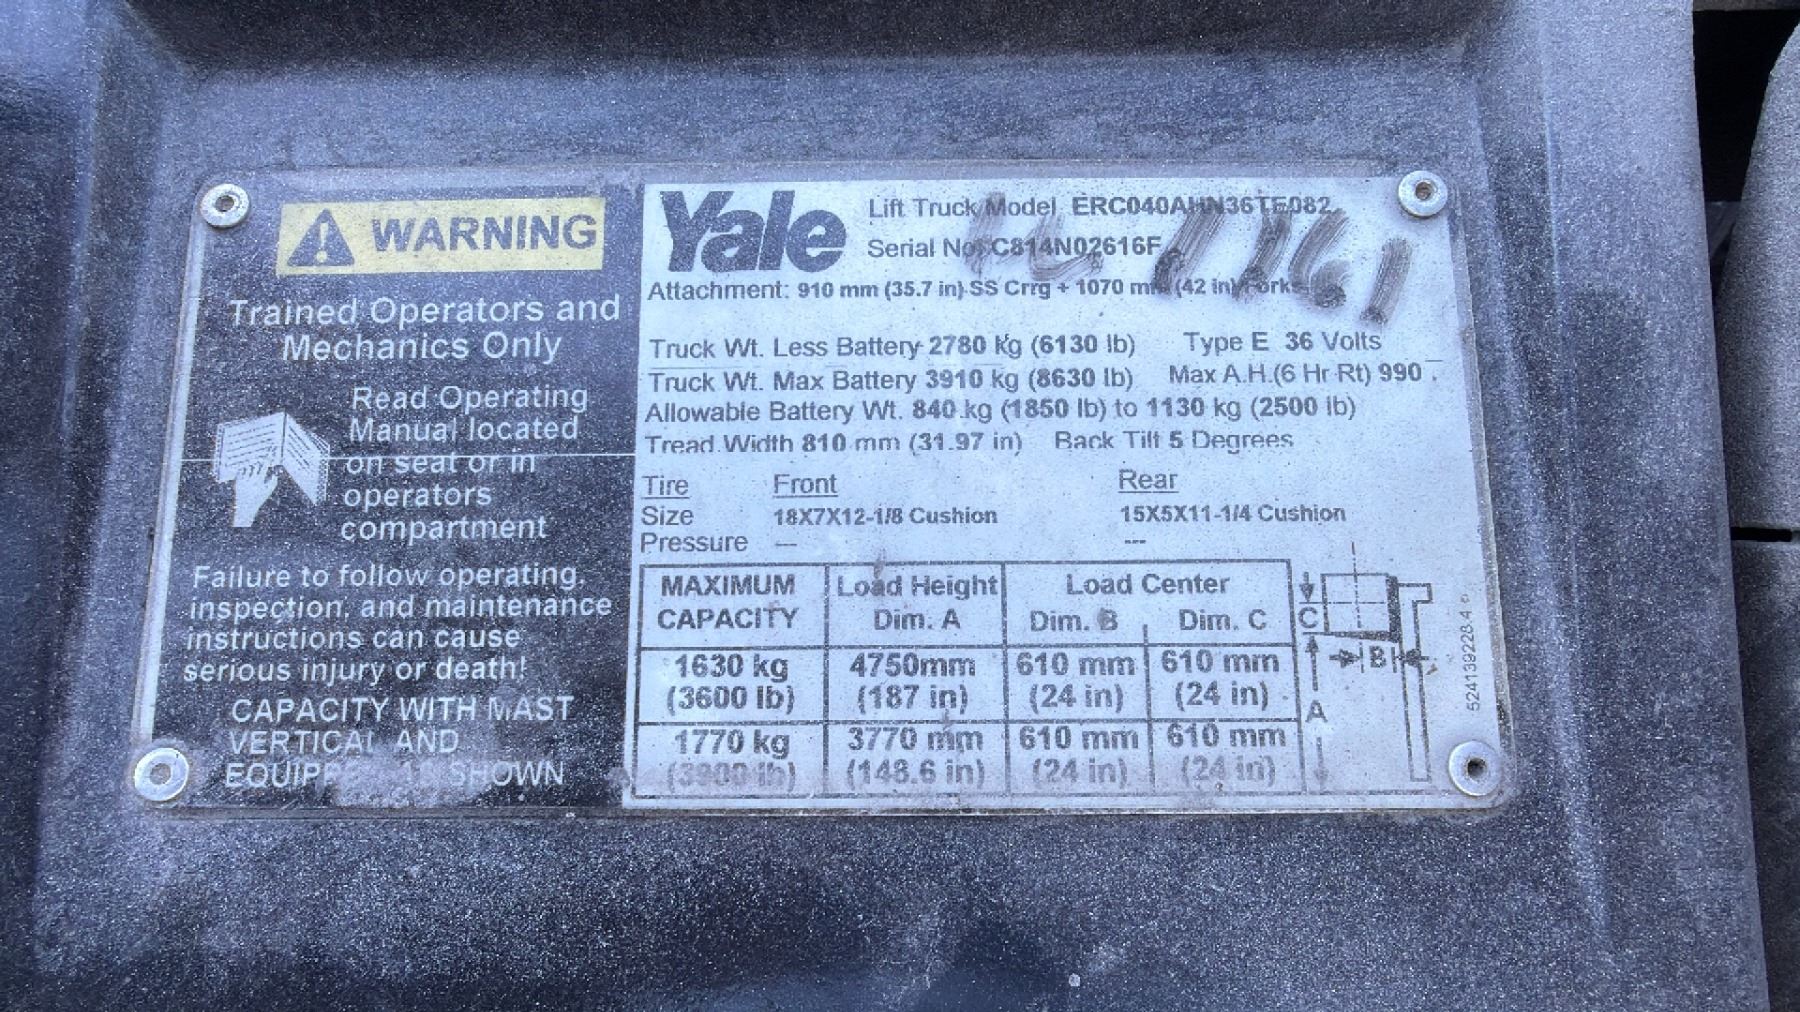 WARNING
Trained Operators and
Mechanics Only
Read Operating
Manual located
on seat or in
operators
compartment
Failure to follow operating,
inspection, and maintenance
instructions can cause
serious injury or death!
CAPACITY WITH MAST
VERTICAL AND
SHOWN
Yale
Lift Truck Model ERC040AHN36TE082
Serial No. C814N02616F
Attachment: 910 mm (35.7 in) SS Crrg + 1070 mm (42 in) Forks
Truck Wt. Less Battery 2780 kg (6130 lb) Type E 36 Volts
Truck Wt. Max Battery 3910 kg (8630 lb) Max A.H.(6 Hr Rt) 990
Allowable Battery Wt. 840 kg (1850 lb) to 1130 kg (2500 lb)
Tread Width 810 mm (31.97 in) Back Tilt 5 Degrees
Tire Front Rear
Size 18X7X12-1/8 Cushion 15X5X11-1/4 Cushion
Pressure --- ---
MAXIMUM Load Height Load Center
CAPACITY Dim. A Dim. B Dim. C
1630 kg 4750mm 610 mm 610 mm
(3600 lb) (187 in) (24 in) (24 in)
1770 kg 3770 mm 610 mm 610 mm
(3900 lb) (148.6 in) (24 in) (24 in)
C
B
A